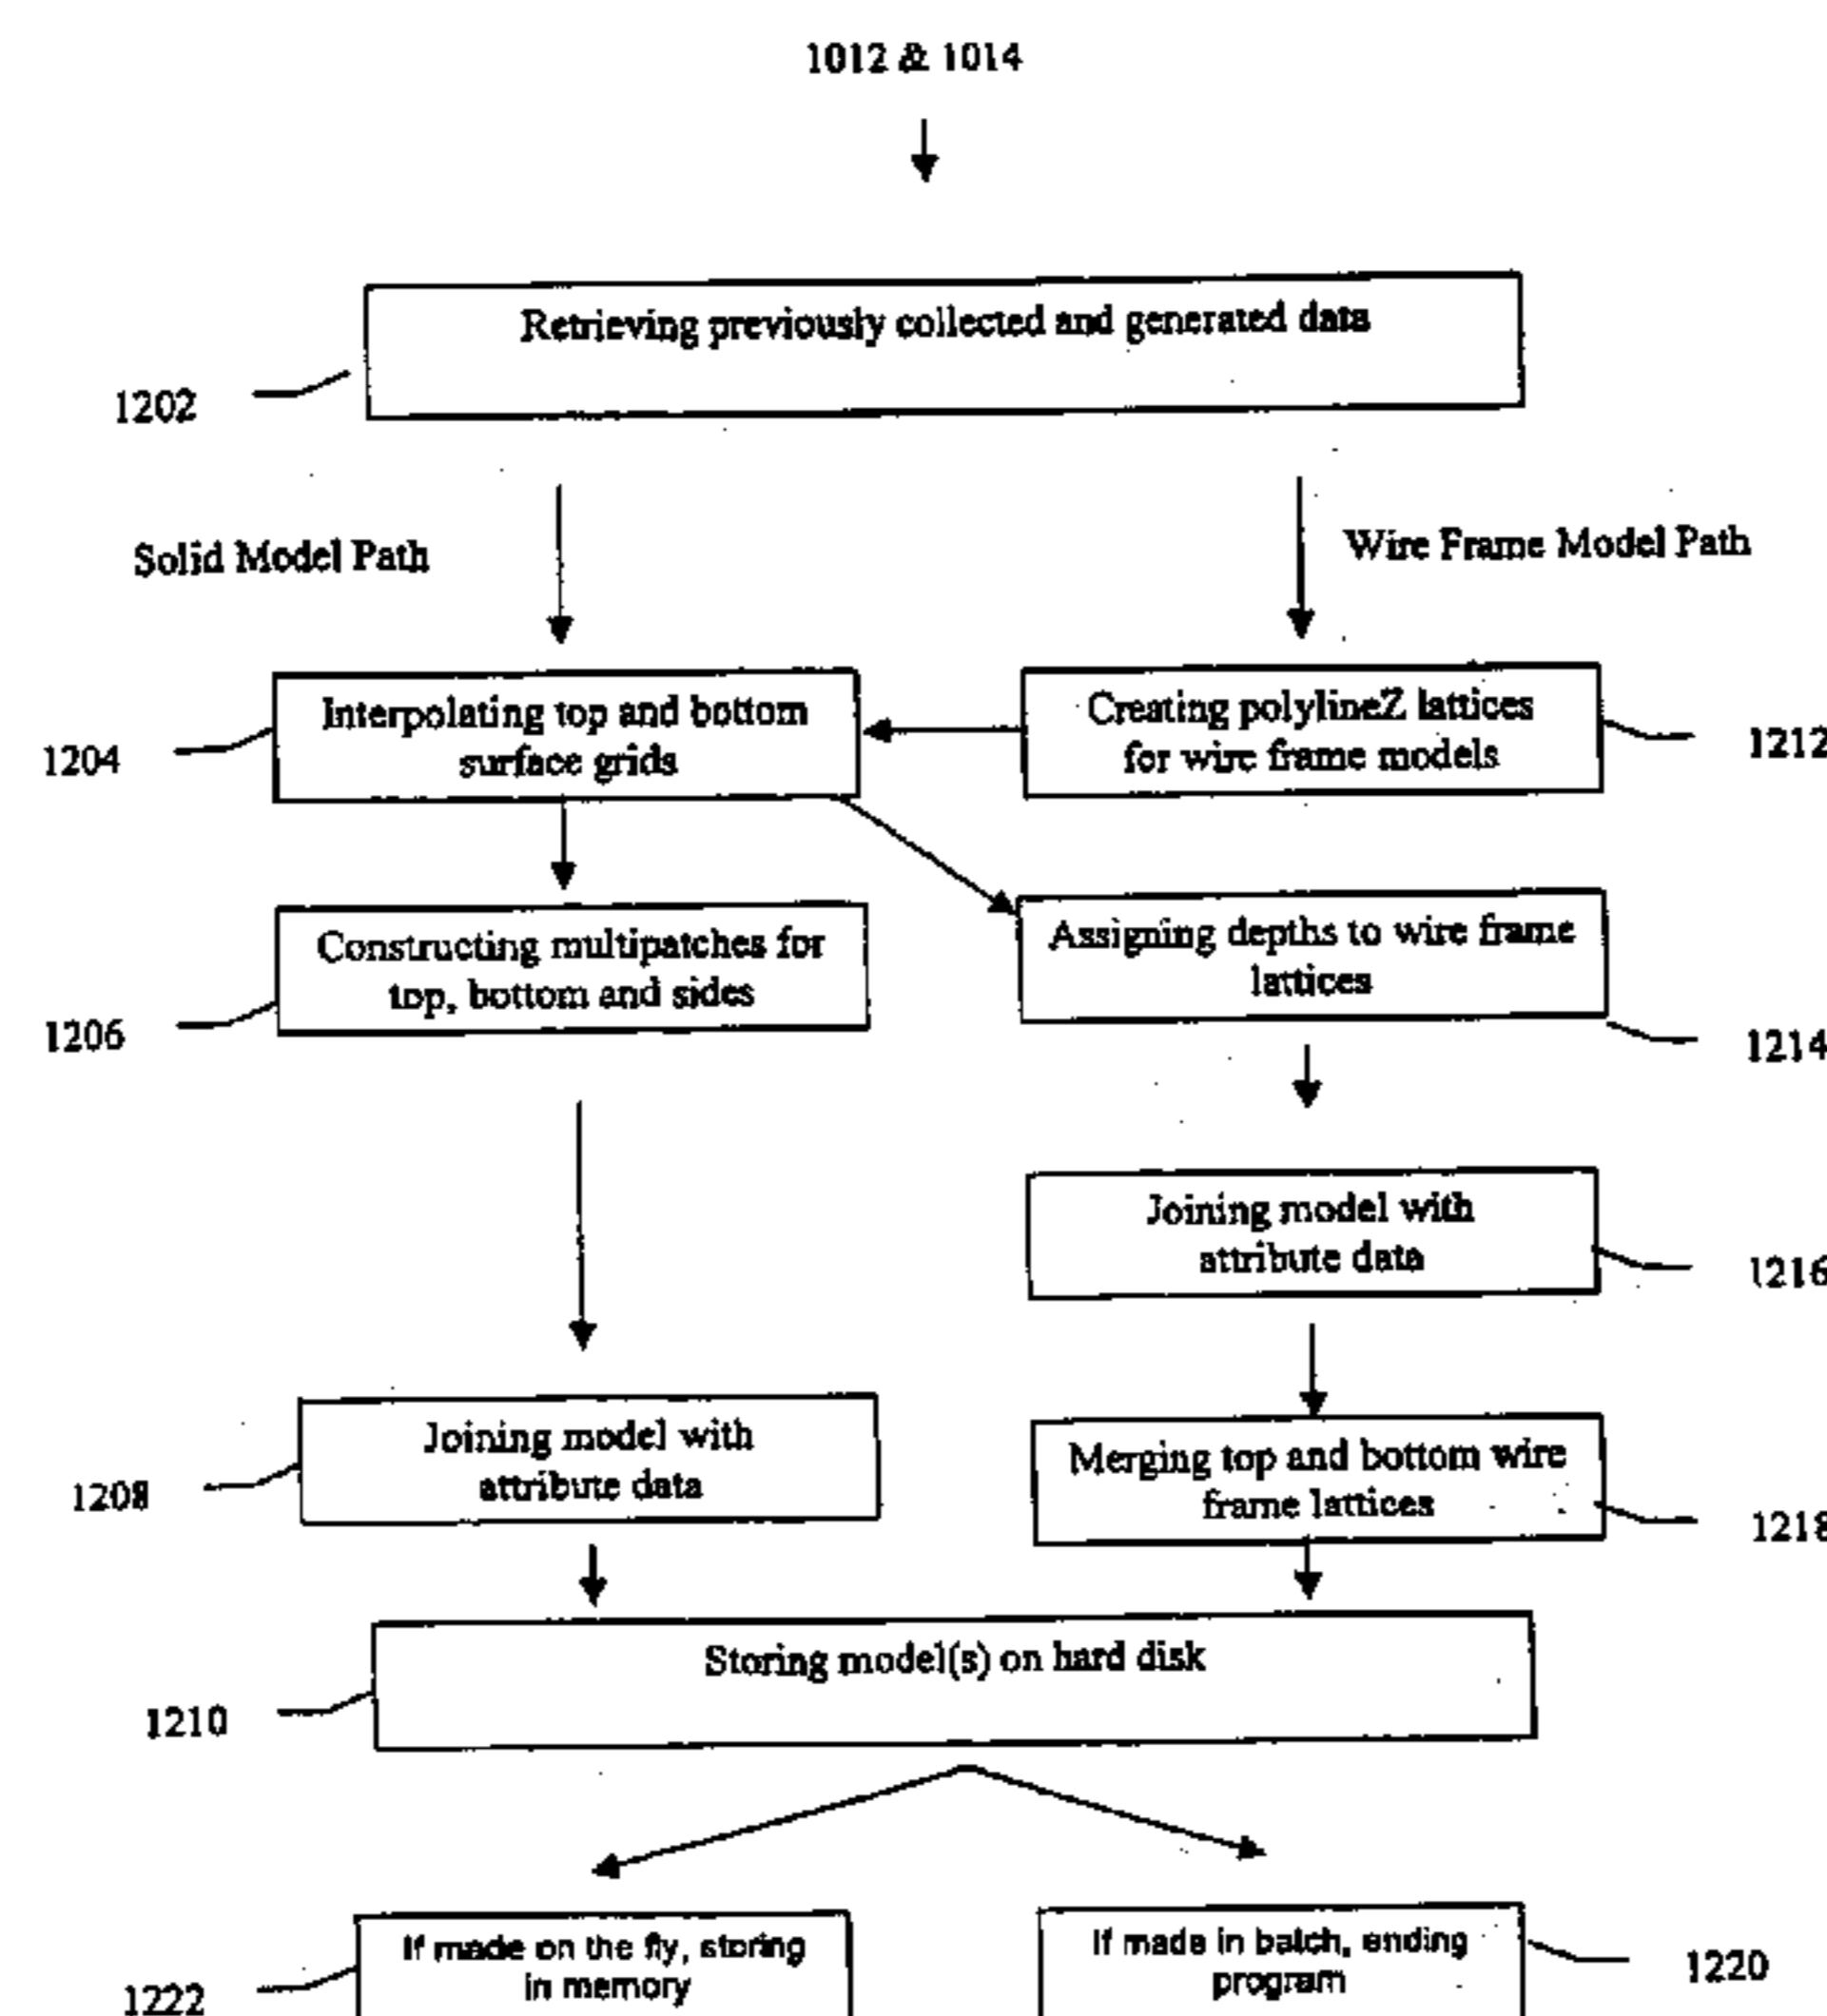 1012 & 1014
Retrieving previously collected and generated data
1202
Solid Model Path
Wire Frame Model Path
Interpolating top and bottom
surface grids
1204
Creating polylineZ lattices
for wire frame models
1212
Constructing multipatches for
top, bottom and sides
1206
Assigning depths to wire frame
lattices
1214
Joining model with
attribute data
1216
Joining model with
attribute data
1208
Merging top and bottom wire
frame lattices
1218
Storing model(s) on hard disk
1210
If made on the fly, storing
in memory
1222
If made in batch, ending
program
1220